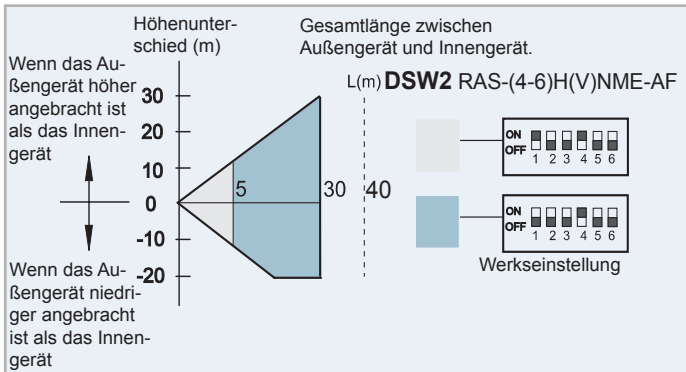 Höhenunter-
schied (m)
Gesamtlänge zwischen
Außengerät und Innengerät.
Wenn das Au-
ßengerät höher
angebracht ist
als das Innen-
gerät
L(m) DSW2 RAS-(4-6)H(V)NME-AF
30
20
10
0
-10
-20
5
30
40
ON
OFF
1 2 3 4 5 6
ON
OFF
1 2 3 4 5 6
Werkseinstellung
Wenn das Au-
ßengerät niedri-
ger angebracht
ist als das Innen-
gerät